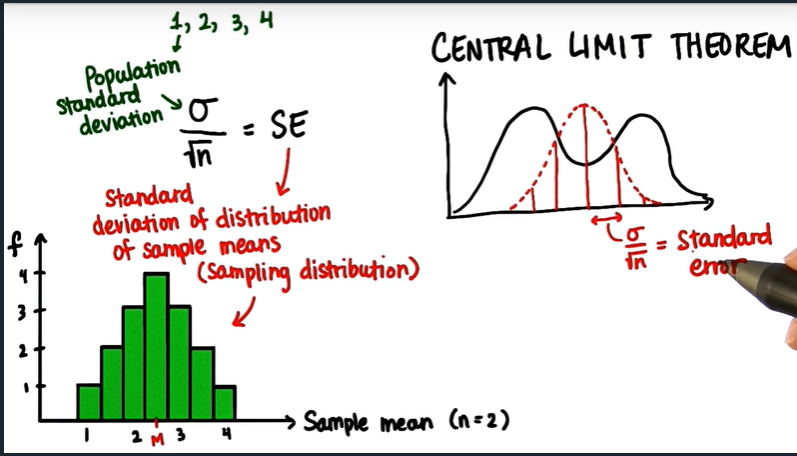 1, 2, 3, 4
Population
standard
deviation
σ
√n
= SE
Standard
deviation of distribution
of sample means
(sampling distribution)
f
4
3
2
1
1 2 M 3 4
Sample mean (n=2)
CENTRAL LIMIT THEOREM
σ
√n
= Standard
error